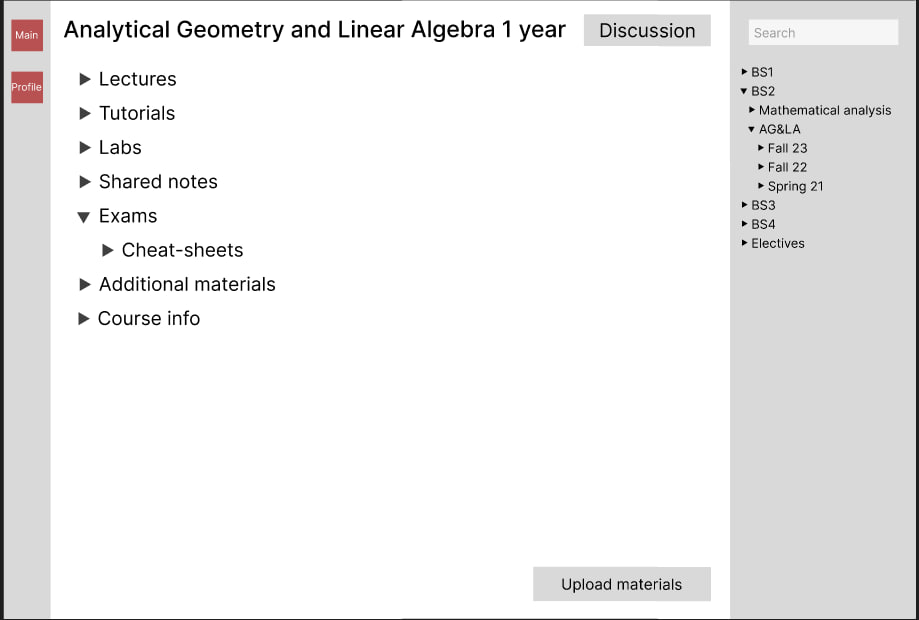 Main
Profile
Analytical Geometry and Linear Algebra 1 year
Discussion
Lectures
Tutorials
Labs
Shared notes
Exams
Cheat-sheets
Additional materials
Course info
Upload materials
Search
BS1
BS2
Mathematical analysis
AG&LA
Fall 23
Fall 22
Spring 21
BS3
BS4
Electives